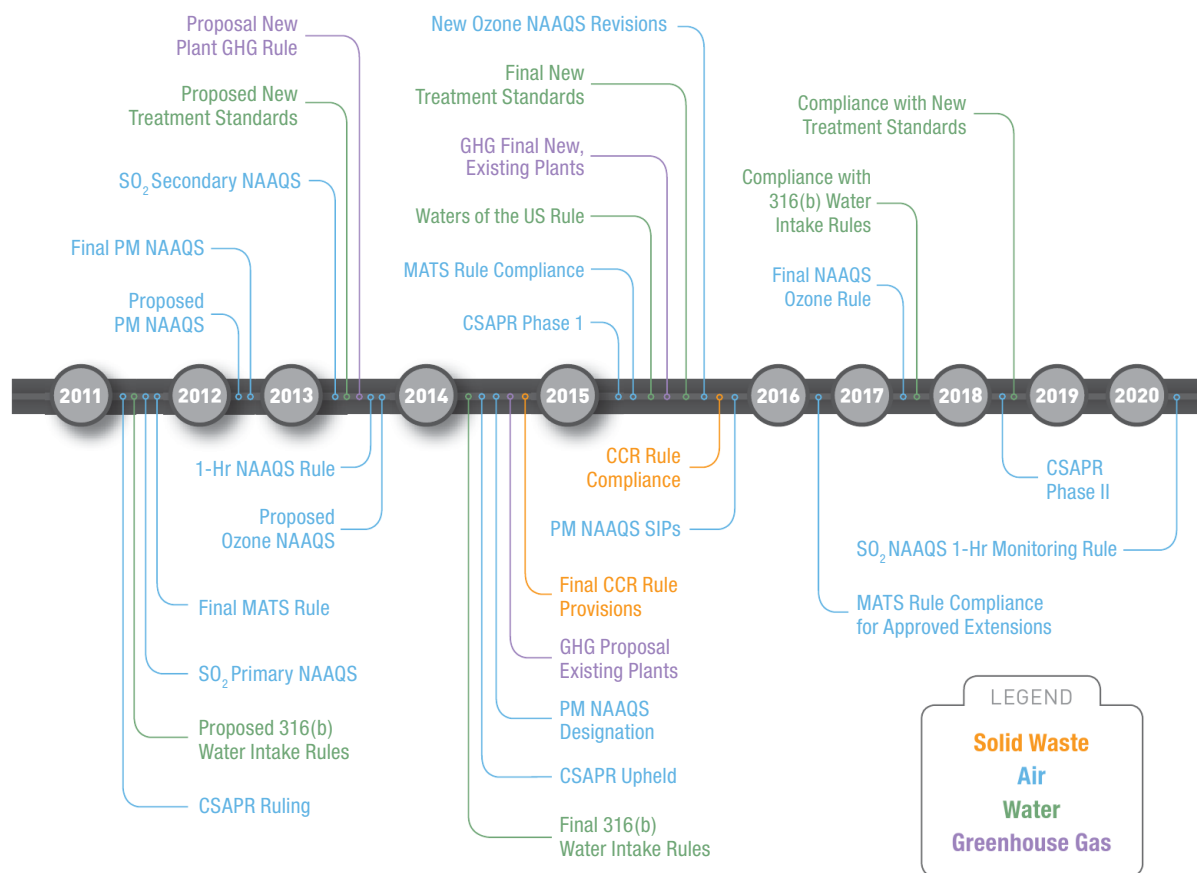 Proposal New
Plant GHG Rule
Proposed New
Treatment Standards
SO2 Secondary NAAQS
Final PM NAAQS
Proposed
PM NAAQS
New Ozone NAAQS Revisions
Final New
Treatment Standards
GHG Final New,
Existing Plants
Waters of the US Rule
MATS Rule Compliance
CSAPR Phase 1
Compliance with New
Treatment Standards
Compliance with
316(b) Water
Intake Rules
Final NAAQS
Ozone Rule
2011
2012
2013
2014
2015
2016
2017
2018
2019
2020
1-Hr NAAQS Rule
Proposed
Ozone NAAQS
Final MATS Rule
SO2 Primary NAAQS
Proposed 316(b)
Water Intake Rules
CSAPR Ruling
CCR Rule
Compliance
PM NAAQS SIPs
Final CCR Rule
Provisions
GHG Proposal
Existing Plants
PM NAAQS
Designation
CSAPR Upheld
Final 316(b)
Water Intake Rules
CSAPR
Phase II
SO2 NAAQS 1-Hr Monitoring Rule
MATS Rule Compliance
for Approved Extensions
LEGEND
Solid Waste
Air
Water
Greenhouse Gas